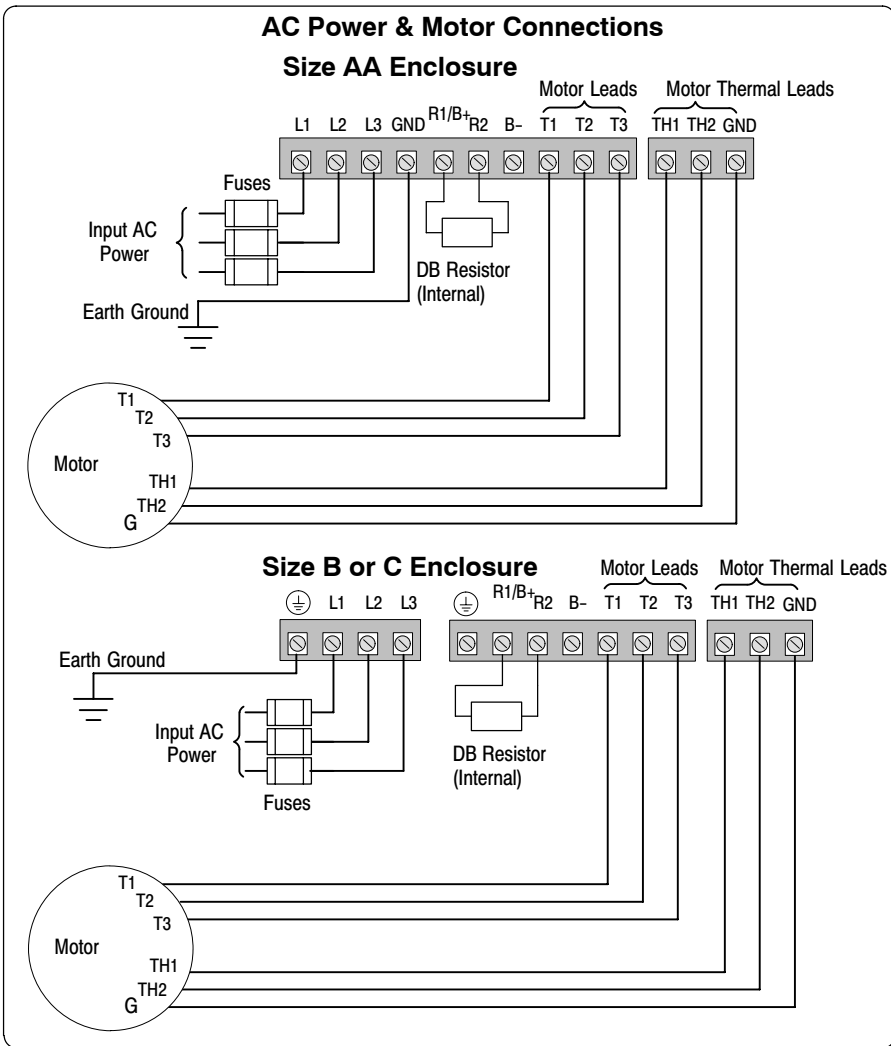 AC Power & Motor Connections
Size AA Enclosure
Motor Leads Motor Thermal Leads
L1 L2 L3 GND R1/B+ R2 B- T1 T2 T3 TH1 TH2 GND
Fuses
Input AC
Power
DB Resistor
(Internal)
Earth Ground
T1
T2
T3
Motor
TH1
TH2
G
Size B or C Enclosure
Motor Leads Motor Thermal Leads
L1 L2 L3 R1/B+ R2 B- T1 T2 T3 TH1 TH2 GND
Earth Ground
Input AC
Power
DB Resistor
(Internal)
Fuses
T1
T2
T3
Motor
TH1
TH2
G